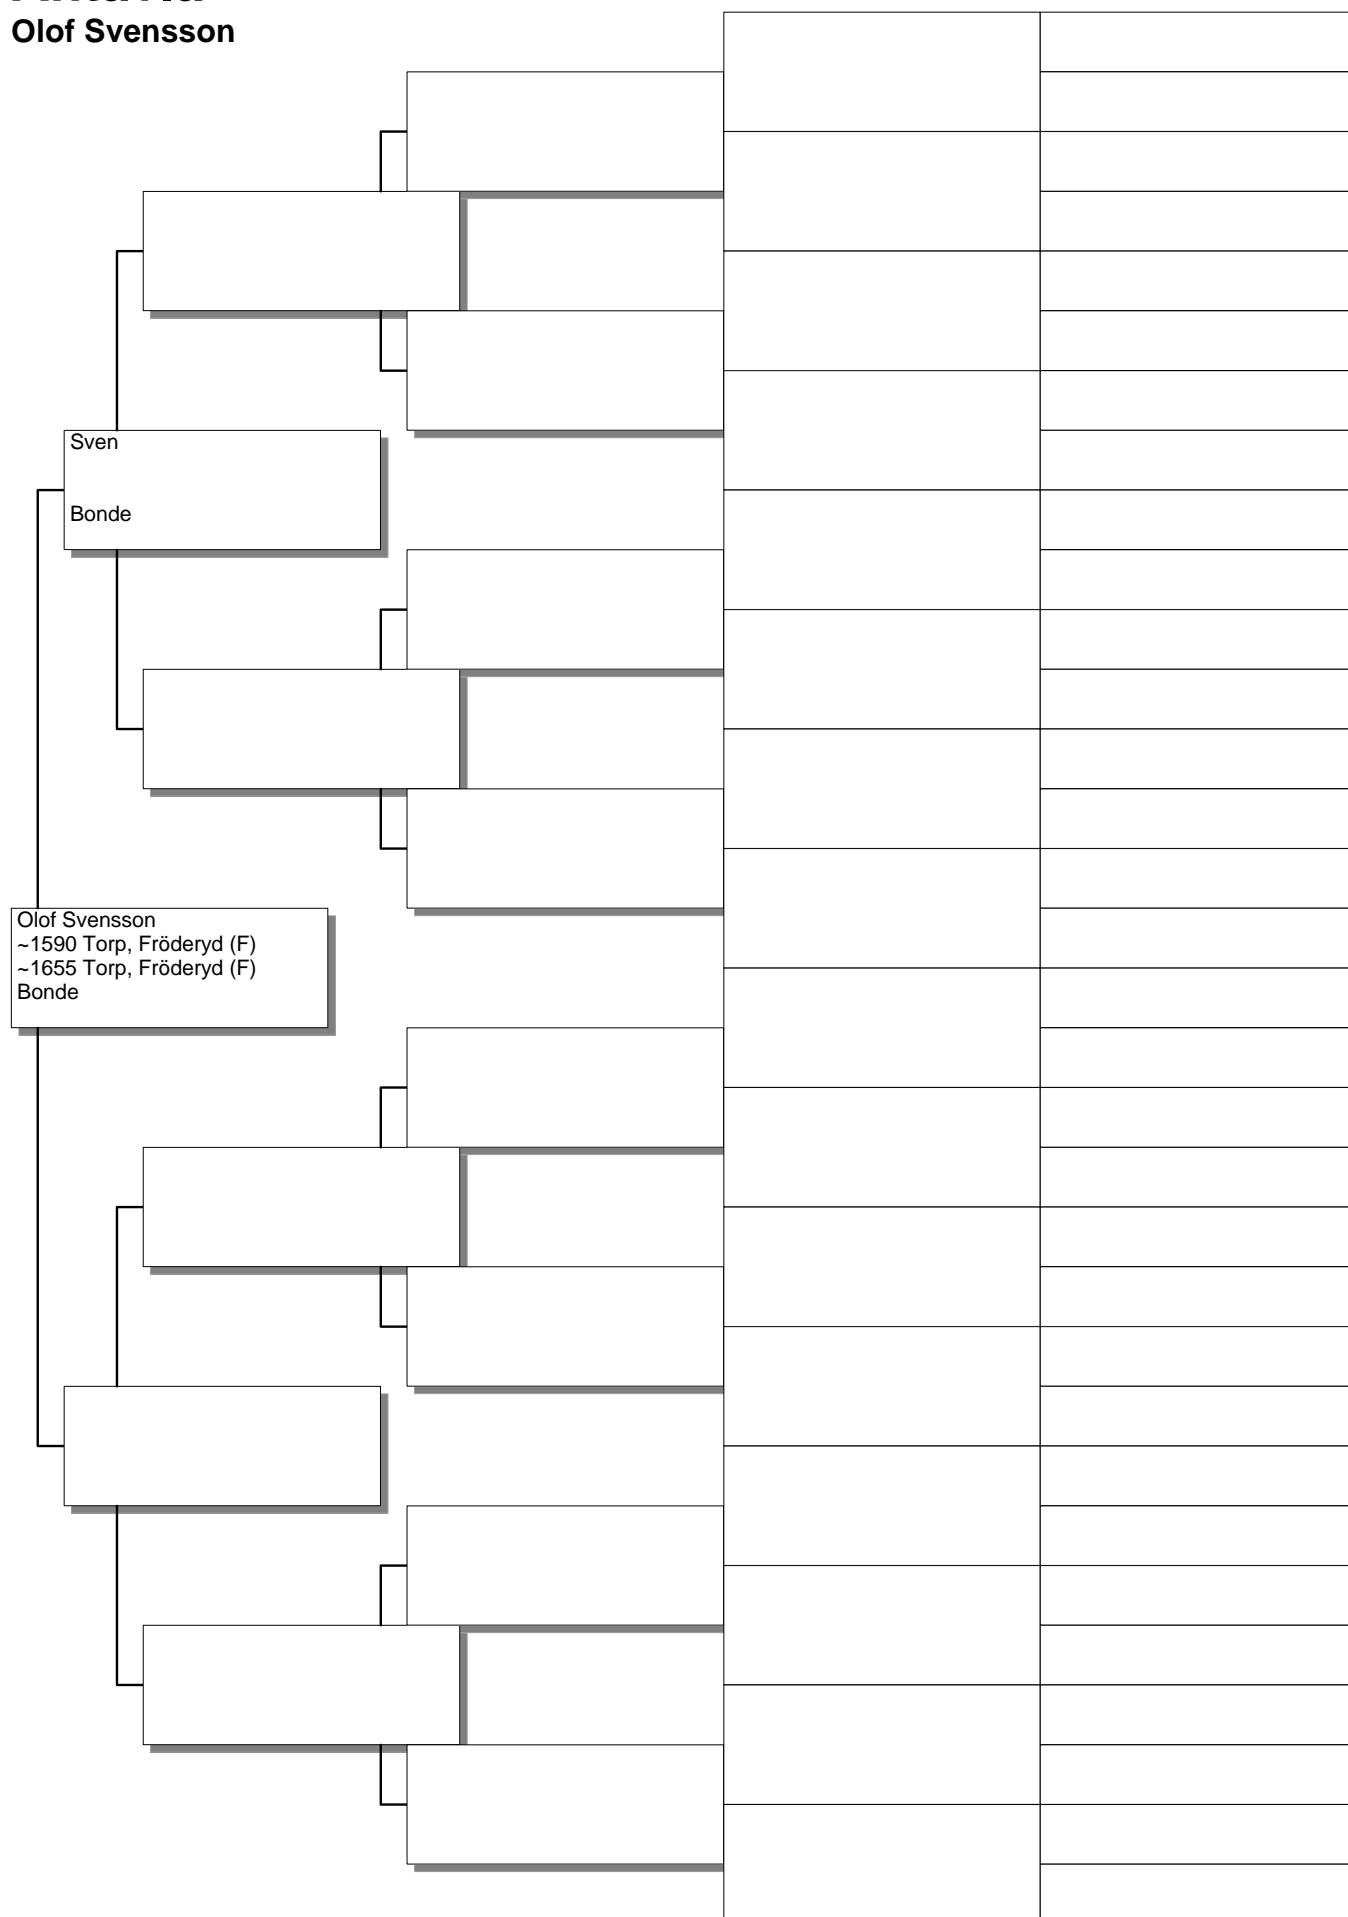 Olof Svensson
Sven
Bonde
Olof Svensson
~1590 Torp, Fröderyd (F)
~1655 Torp, Fröderyd (F)
Bonde